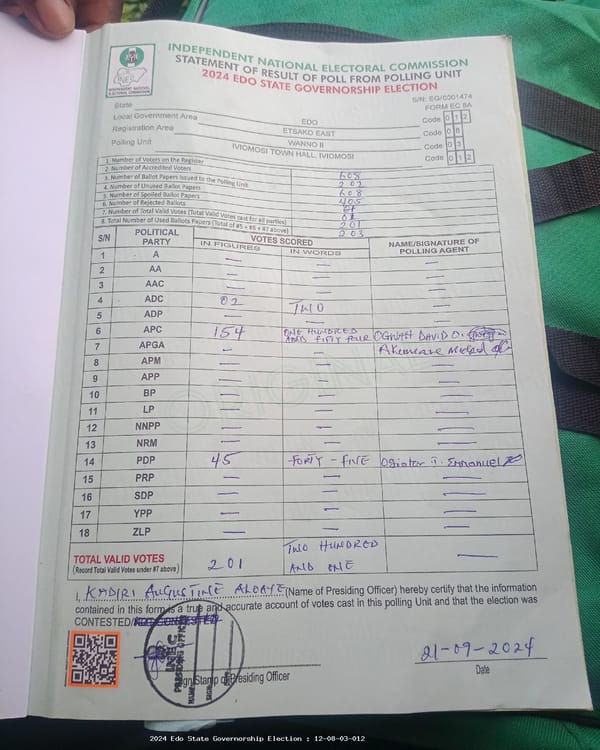 INDEPENDENT NATIONAL ELECTORAL COMMISSION
STATEMENT OF RESULT OF POLL FROM POLLING UNIT
2024 EDO STATE GOVERNORSHIP ELECTION
S/N: EG/0001474
FORM EC 8A
State EDO Code 0 1 2
Local Government Area ETSAKO EAST Code 0 8
Registration Area WANNO II Code 0 3
Polling Unit IVIOMOSI TOWN HALL, IVIOMOSI Code 0 1 2
1. Number of Voters on the Register 608
2. Number of Accredited Voters 202
3. Number of Ballot Papers Issued to the Polling Unit 608
4. Number of Unused Ballot Papers 405
5. Number of Spoiled Ballot Papers
6. Number of Rejected Ballots 01
7. Number of Total Valid Votes (Total Valid Votes cast for all parties) 201
8. Total Number of Used Ballots Papers (Total of #5 + #6 + #7 above) 203
S/N POLITICAL PARTY VOTES SCORED NAME/SIGNATURE OF POLLING AGENT
IN FIGURES IN WORDS
1 A — — —
2 AA — — —
3 AAC — — —
4 ADC 02 TWO —
5 ADP — — —
6 APC 154 ONE HUNDRED AND FIFTY FOUR OGWAH DAVID O.
7 APGA — —
8 APM — — —
9 APP — — —
10 BP — — —
11 LP — — —
12 NNPP — — —
13 NRM — — —
14 PDP 45 FORTY-FIVE Emmanuel
15 PRP — — —
16 SDP — — —
17 YPP — — —
18 ZLP — — —
TOTAL VALID VOTES 201 TWO HUNDRED AND ONE —
(Record Total Valid Votes under #7 above)
I, KADIRI AUGUSTINE ALOAYE (Name of Presiding Officer) hereby certify that the information
contained in this form is a true and accurate account of votes cast in this polling Unit and that the election was
CONTESTED/
INEC
PRESIDING OFFICER
Sign/Stamp of Presiding Officer
21-09-2024
Date
2024 Edo State Governorship Election : 12-08-03-012